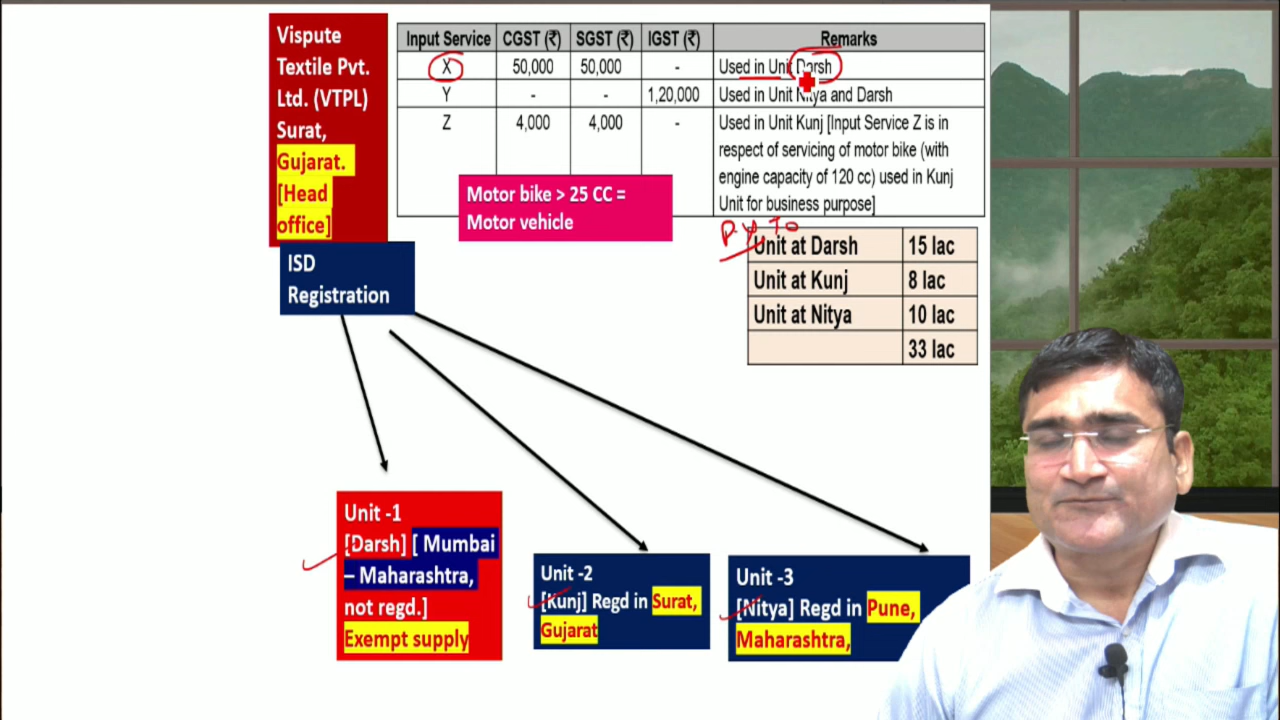 Vispute
Textile Pvt.
Ltd. (VTPL)
Surat,
Gujarat.
[Head
office]
Input Service CGST (₹) SGST (₹) IGST (₹) Remarks
X 50,000 50,000 - Used in Unit Darsh
Y - - 1,20,000 Used in Unit Nitya and Darsh
Z 4,000 4,000 - Used in Unit Kunj [Input Service Z is in
respect of servicing of motor bike (with
engine capacity of 120 cc) used in Kunj
Unit for business purpose]
Motor bike > 25 CC =
Motor vehicle
P.Y. To
Unit at Darsh 15 lac
Unit at Kunj 8 lac
Unit at Nitya 10 lac
33 lac
ISD
Registration
Unit -1
[Darsh] [ Mumbai
– Maharashtra,
not regd.]
Exempt supply
Unit -2
[Kunj] Regd in Surat,
Gujarat
Unit -3
[Nitya] Regd in Pune,
Maharashtra,